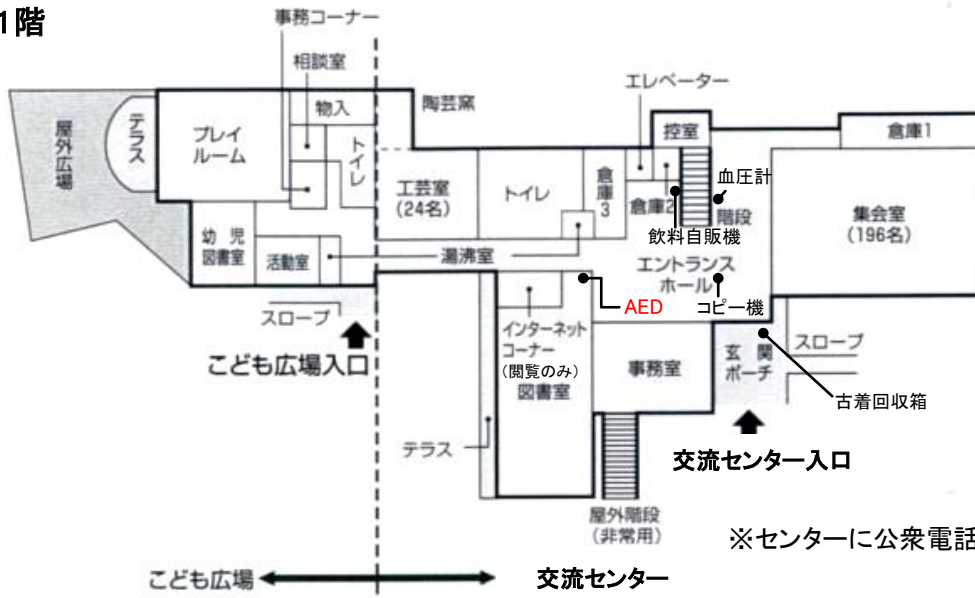 1階
事務コーナー
相談室
物入
陶芸窯
エレベーター
控室
倉庫1
屋外広場
テラス
プレイ
ルーム
トイレ
工芸室
(24名)
トイレ
倉庫3
倉庫2
血圧計
階段
飲料自販機
集会室
(196名)
幼児
図書室
活動室
湯沸室
エントランス
ホール
AED
コピー機
スロープ
こども広場入口
インターネット
コーナー
(閲覧のみ)
図書室
事務室
玄関
ポーチ
スロープ
古着回収箱
テラス
交流センター入口
屋外階段
(非常用)
※センターに公衆電話
こども広場
交流センター